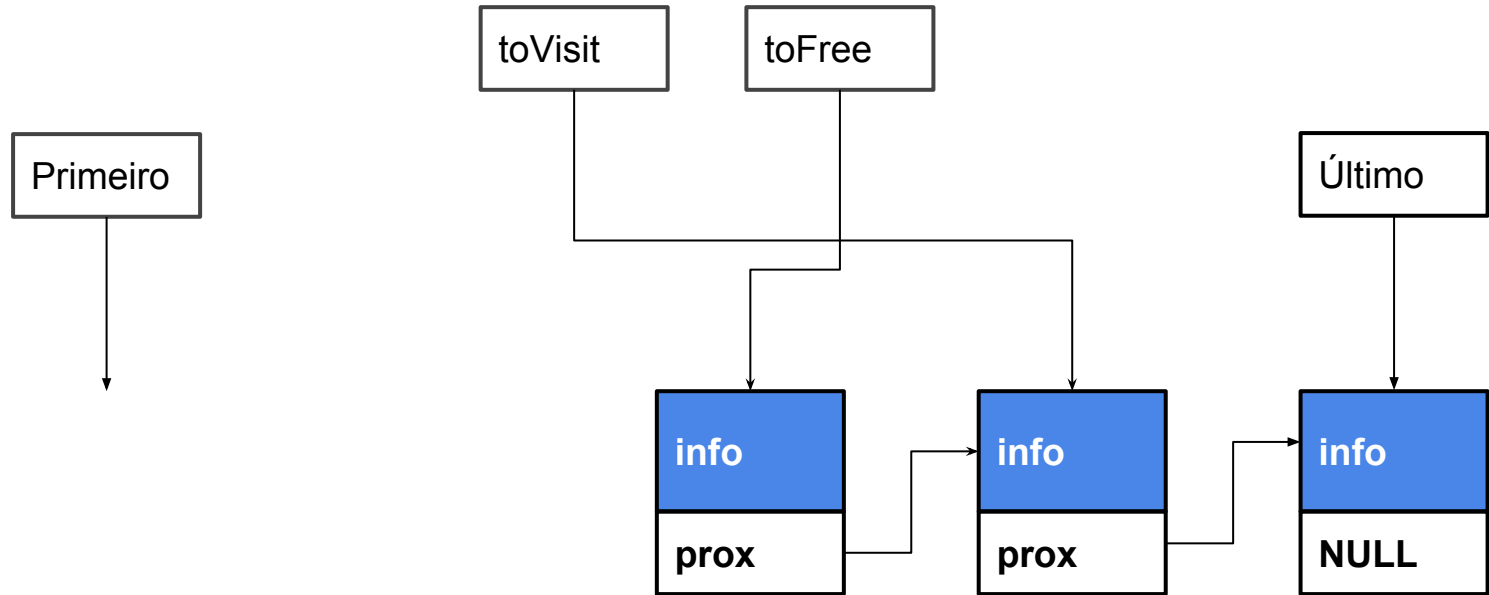 toVisit
toFree
Primeiro
Último
info
info
info
prox
prox
NULL